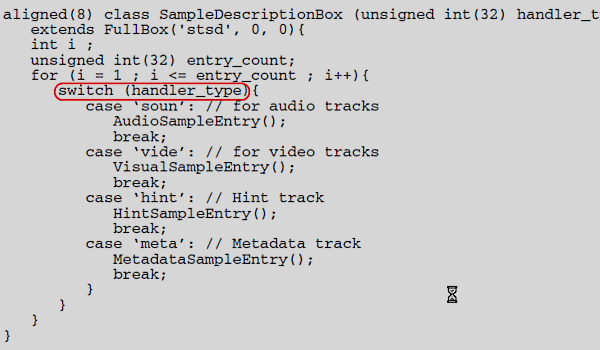 aligned(8) class SampleDescriptionBox (unsigned int(32)
extends FullBox('stsd', 0, 0){
int i ;
unsigned int(32) entry_count;
for (i = 1 ; i <= entry_count ; i++){
switch (handler_type){
case ‘soun’: // for audio tracks
AudioSampleEntry();
break;
case ‘vide’: // for video tracks
VisualSampleEntry();
break;
case ‘hint’: // Hint track
HintSampleEntry();
break;
case ‘meta’: // Metadata track
MetadataSampleEntry();
break;
}
}
}
}